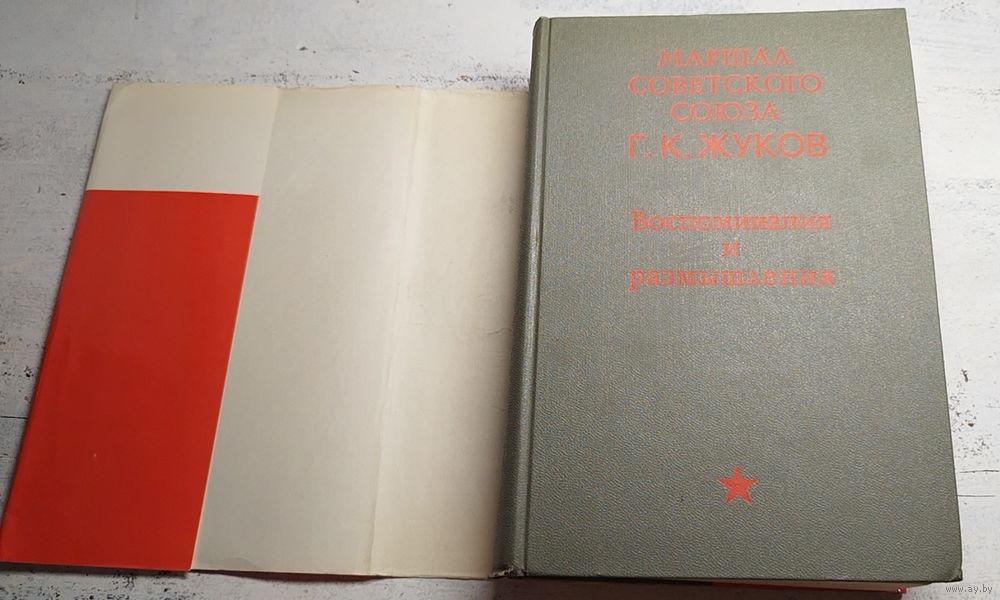 МАРШАЛ
СОВЕТСКОГО
СОЮЗА
Г. К. ЖУКОВ
Воспоминания
и
размышления
www.ay.by